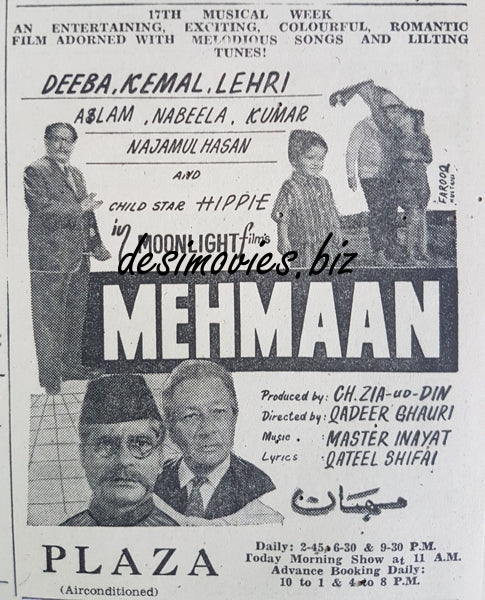 17TH MUSICAL WEEK
AN ENTERTAINING, EXCITING, COLOURFUL, ROMANTIC
FILM ADORNED WITH MELODIOUS SONGS AND LILTING
TUNES!
DEEBA, KEMAL, LEHRI
ASLAM, NABEELA, KUMAR
NAJAMUL HASAN
AND
CHILD STAR HIPPIE
in MOONLIGHT film's
FAROOQ
desimovies.biz
MEHMAAN
Produced by: CH. ZIA-UD-DIN
Directed by: QADEER GHAURI
Music. : MASTER INAYAT
Lyrics : QATEEL SHIFAI
مہمان
PLAZA
(Airconditioned)
Daily: 2-45, 6-30 & 9-30 P.M.
Today Morning Show at 11 A.M.
Advance Booking Daily:
10 to 1 & 4 to 8 P.M.